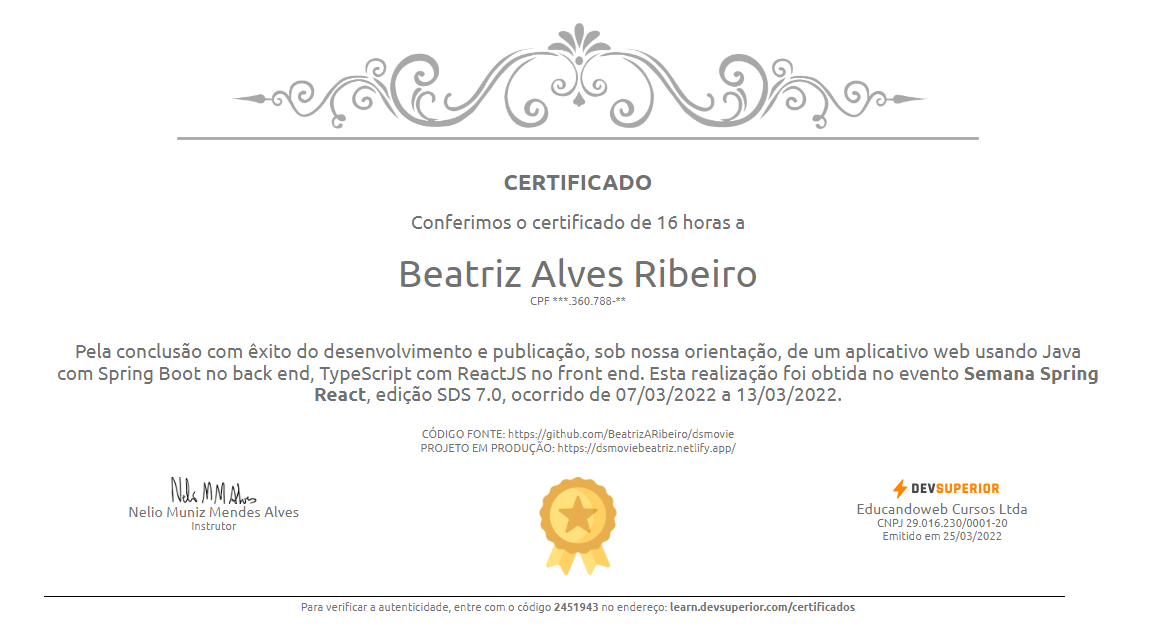 CERTIFICADO
Conferimos o certificado de 16 horas a
Beatriz Alves Ribeiro
CPF ***.360.788-**
Pela conclusão com êxito do desenvolvimento e publicação, sob nossa orientação, de um aplicativo web usando Java
com Spring Boot no back end, TypeScript com ReactJS no front end. Esta realização foi obtida no evento Semana Spring
React, edição SDS 7.0, ocorrido de 07/03/2022 a 13/03/2022.
CÓDIGO FONTE: https://github.com/BeatrizARibeiro/dsmovie
PROJETO EM PRODUÇÃO: https://dsmoviebeatriz.netlify.app/
Nelio M M Alves
Nelio Muniz Mendes Alves
Instrutor
DEVSUPERIOR
Educandoweb Cursos Ltda
CNPJ 29.016.230/0001-20
Emitido em 25/03/2022
Para verificar a autenticidade, entre com o código 2451943 no endereço: learn.devsuperior.com/certificados